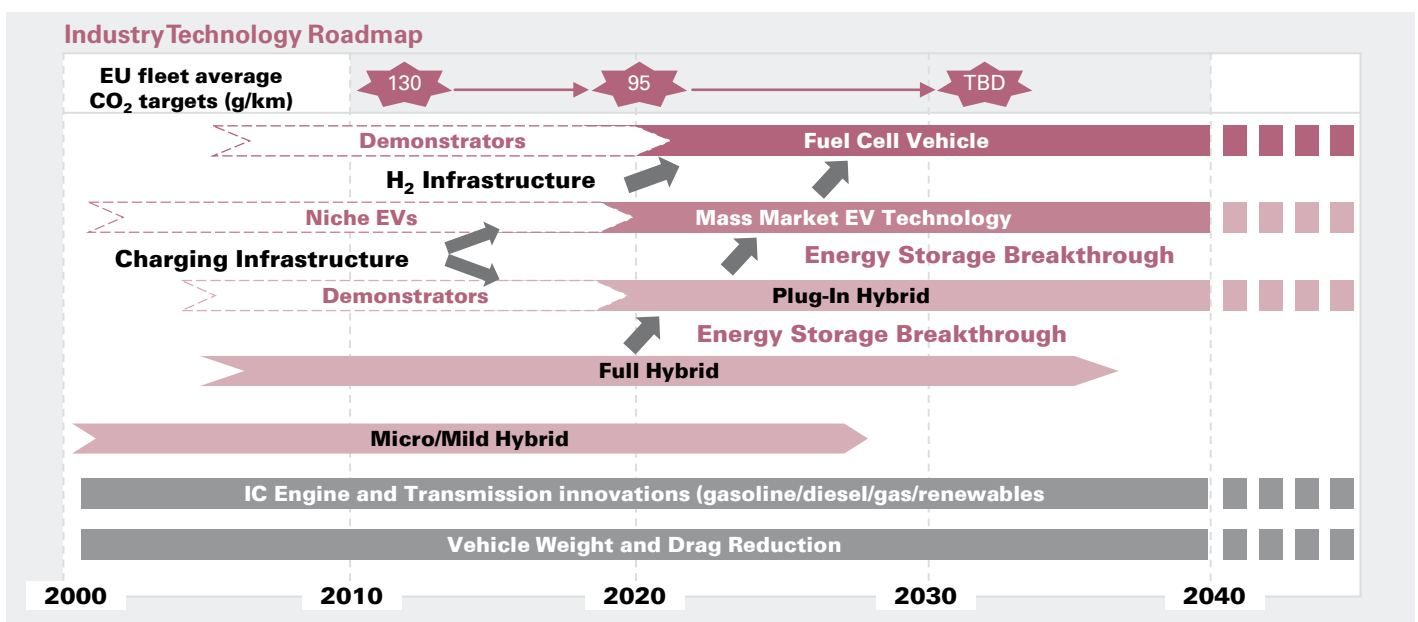 Industry Technology Roadmap
EU fleet average
CO₂ targets (g/km)
130
95
TBD
Demonstrators
Fuel Cell Vehicle
H₂ Infrastructure
Niche EVs
Mass Market EV Technology
Charging Infrastructure
Energy Storage Breakthrough
Demonstrators
Plug-In Hybrid
Energy Storage Breakthrough
Full Hybrid
Micro/Mild Hybrid
IC Engine and Transmission innovations (gasoline/diesel/gas/renewables
Vehicle Weight and Drag Reduction
2000
2010
2020
2030
2040